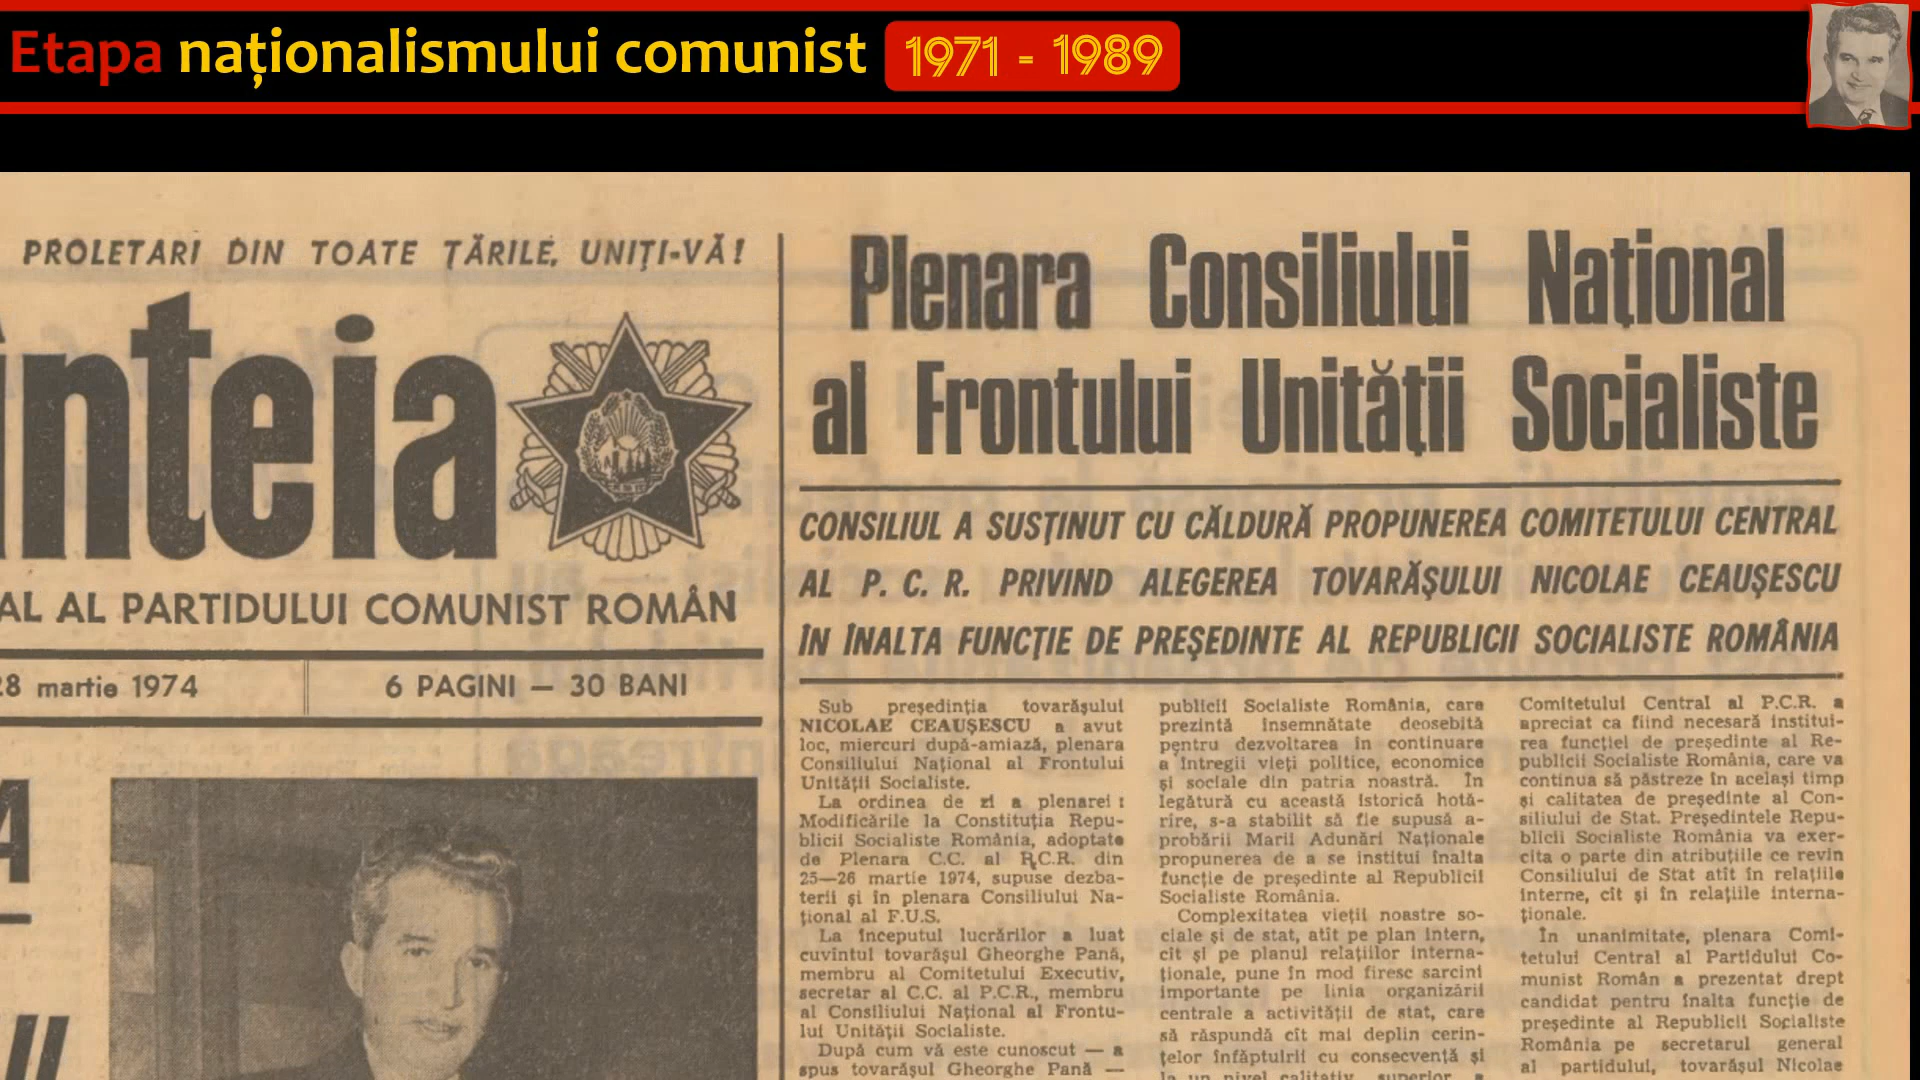 Etapa naționalismului comunist 1971 - 1989
PROLETARI DIN TOATE ȚĂRILE, UNIȚI-VĂ!
înteia
AL AL PARTIDULUI COMUNIST ROMÂN
28 martie 1974
6 PAGINI — 30 BANI
Plenara Consiliului Național
al Frontului Unității Socialiste
CONSILIUL A SUSȚINUT CU CĂLDURĂ PROPUNEREA COMITETULUI CENTRAL
AL P. C. R. PRIVIND ALEGEREA TOVARĂȘULUI NICOLAE CEAUȘESCU
ÎN ÎNALTA FUNCȚIE DE PREȘEDINTE AL REPUBLICII SOCIALISTE ROMÂNIA
Sub președinția tovarășului
NICOLAE CEAUȘESCU a avut
loc, miercuri după-amiază, plenara
Consiliului Național al Frontului
Unității Socialiste.
La ordinea de zi a plenarei :
Modificările la Constituția Repu-
blicii Socialiste România, adoptate
de Plenara C.C. al P.C.R. din
25—26 martie 1974, supuse dezba-
terii și în plenara Consiliului Na-
țional al F.U.S.
La începutul lucrărilor a luat
cuvîntul tovarășul Gheorghe Pană,
membru al Comitetului Executiv,
secretar al C.C. al P.C.R., membru
al Consiliului Național al Frontu-
lui Unității Socialiste.
După cum vă este cunoscut — a
spus tovarășul Gheorghe Pană —
publicii Socialiste România, care
prezintă însemnătate deosebită
pentru dezvoltarea în continuare
a întregii vieți politice, economice
și sociale din patria noastră. În
legătură cu această istorică hotă-
rîre, s-a stabilit să fie supusă a-
probării Marii Adunări Naționale
propunerea de a se institui înalta
funcție de președinte al Republicii
Socialiste România.
Complexitatea vieții noastre so-
ciale și de stat, atît pe plan intern,
cît și pe planul relațiilor interna-
ționale, pune în mod firesc sarcini
importante pe linia organizării
centrale a activității de stat, care
să răspundă cît mai deplin cerin-
țelor înfăptuirii cu consecvență și
la un nivel calitativ superior a
Comitetului Central al P.C.R. a
apreciat ca fiind necesară institui-
rea funcției de președinte al Re-
publicii Socialiste România, care va
continua să păstreze în același timp
și calitatea de președinte al Con-
siliului de Stat. Președintele Repu-
blicii Socialiste România va exer-
cita o parte din atribuțiile ce revin
Consiliului de Stat atît în relațiile
interne, cît și în relațiile interna-
ționale.
În unanimitate, plenara Comi-
tetului Central al Partidului Co-
munist Român a prezentat drept
candidat pentru înalta funcție de
președinte al Republicii Socialiste
România pe secretarul general
al partidului, tovarășul Nicolae